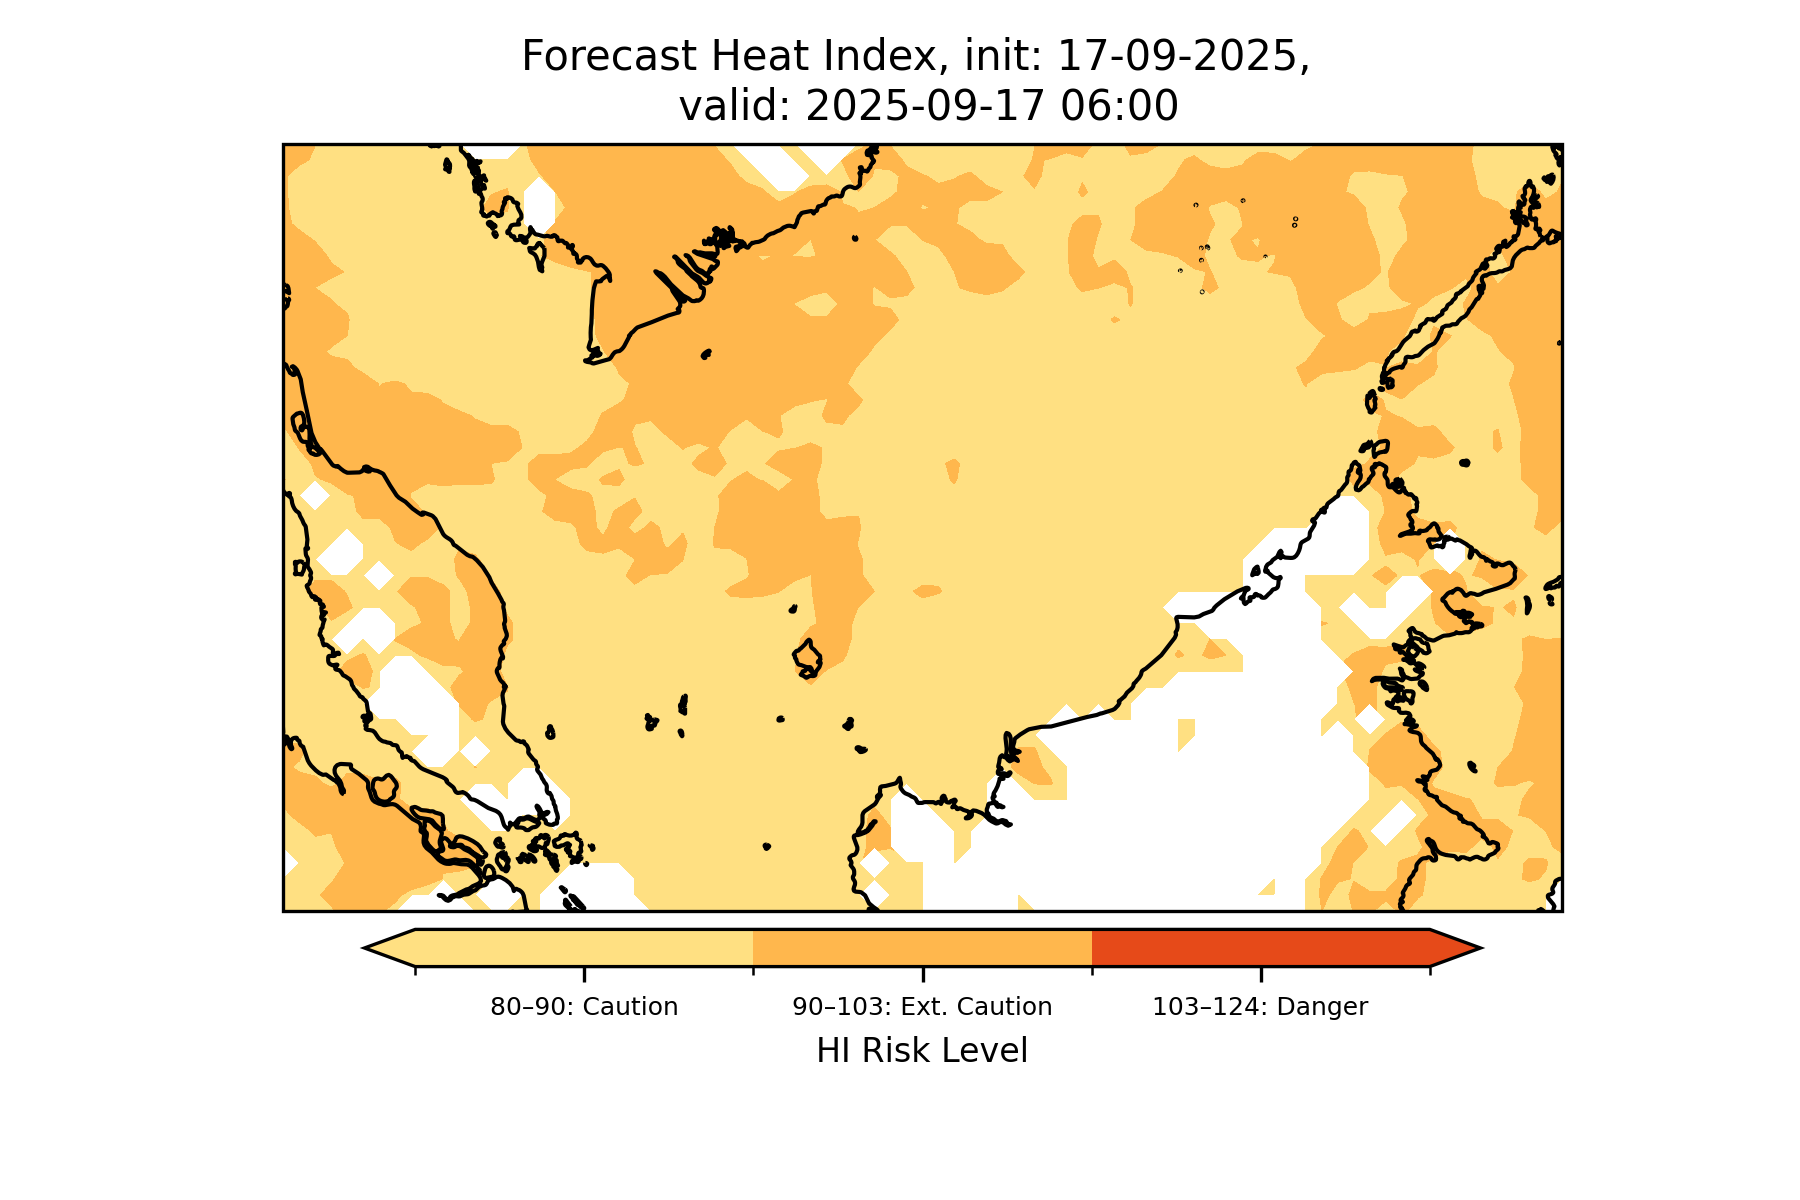 Forecast Heat Index, init: 17-09-2025,
valid: 2025-09-17 06:00
80–90: Caution
90–103: Ext. Caution
103–124: Danger
HI Risk Level